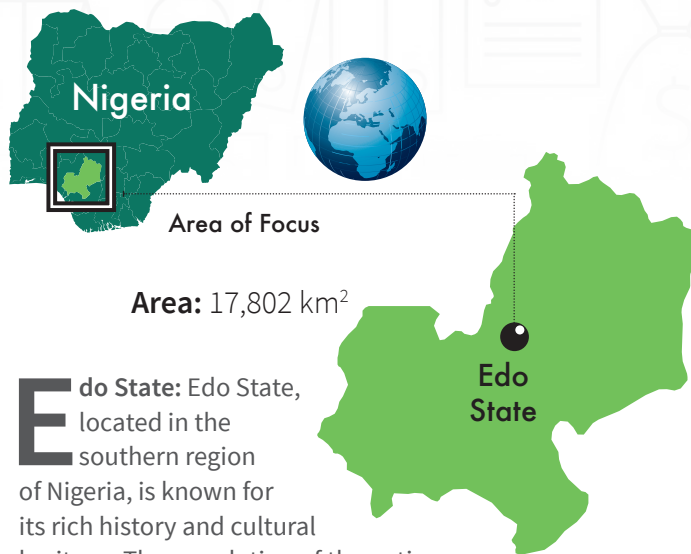 Nigeria
Area of Focus
Area: 17,802 km²
Edo
State
Edo State: Edo State,
located in the
southern region
of Nigeria, is known for
its rich history and cultural